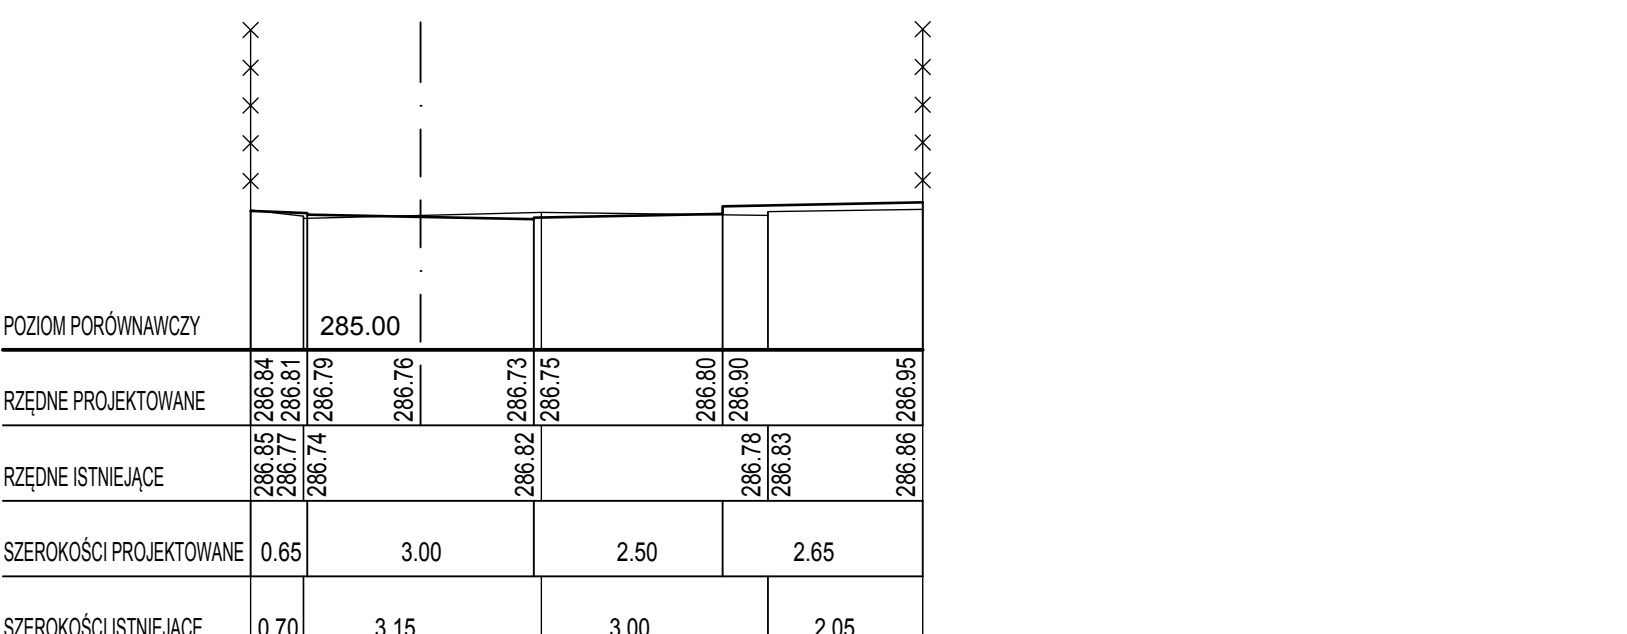 POZIOM PORÓWNAWCZY 285.00
RZĘDNE PROJEKTOWANE 286.84 286.81 286.79 286.76 286.73 286.75 286.80 286.90 286.95
RZĘDNE ISTNIEJĄCE 286.85 286.77 286.74 286.82 286.78 286.83 286.86
SZEROKOŚCI PROJEKTOWANE 0.65 3.00 2.50 2.65
SZEROKOŚCI ISTNIEJĄCE 0.70 3.15 3.00 2.05